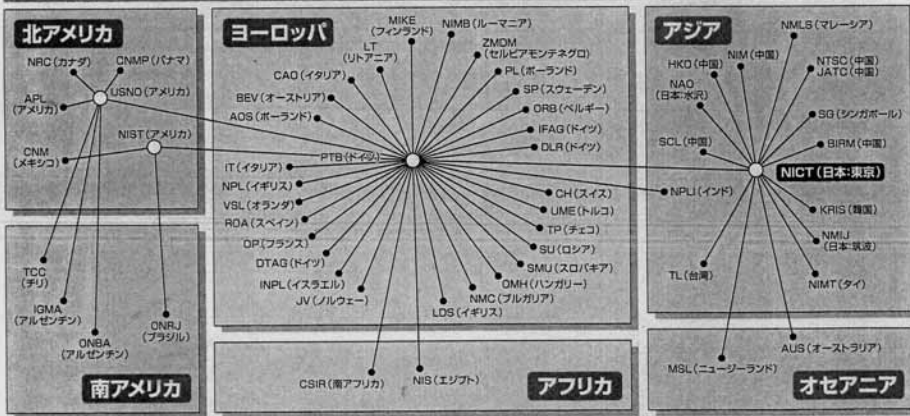 北アメリカ
NRC(カナダ)
CNMP(パナマ)
USNO(アメリカ)
APL
(アメリカ)
NIST(アメリカ)
CNM
(メキシコ)
ヨーロッパ
MIKE
(フィンランド)
NIMB(ルーマニア)
LT
(リトアニア)
ZMDM
(セルビアモンテネグロ)
CAO(イタリア)
PL(ポーランド)
BEV(オーストリア)
SP(スウェーデン)
AOS(ポーランド)
ORB(ベルギー)
IFAG(ドイツ)
DLR(ドイツ)
PTB(ドイツ)
IT(イタリア)
NPL(イギリス)
CH(スイス)
VSL(オランダ)
UME(トルコ)
ROA(スペイン)
TP(チェコ)
OP(フランス)
SU(ロシア)
DTAG(ドイツ)
SMU(スロバキア)
INPL(イスラエル)
OMH(ハンガリー)
JV(ノルウェー)
NMC(ブルガリア)
LDS(イギリス)
アジア
NMLS(マレーシア)
HKO(中国)
NIM(中国)
NTSC(中国)
JATC(中国)
NAO
(日本:水沢)
SG(シンガポール)
SCL(中国)
BIRM(中国)
NICT(日本:東京)
NPLI(インド)
KRIS(韓国)
NMIJ
(日本:筑波)
TL(台湾)
NIMT(タイ)
TCC
(チリ)
IGMA
(アルゼンチン)
ONBA
(アルゼンチン)
ONRJ
(ブラジル)
南アメリカ
CSIR(南アフリカ)
NIS(エジプト)
アフリカ
AUS(オーストラリア)
MSL(ニュージーランド)
オセアニア